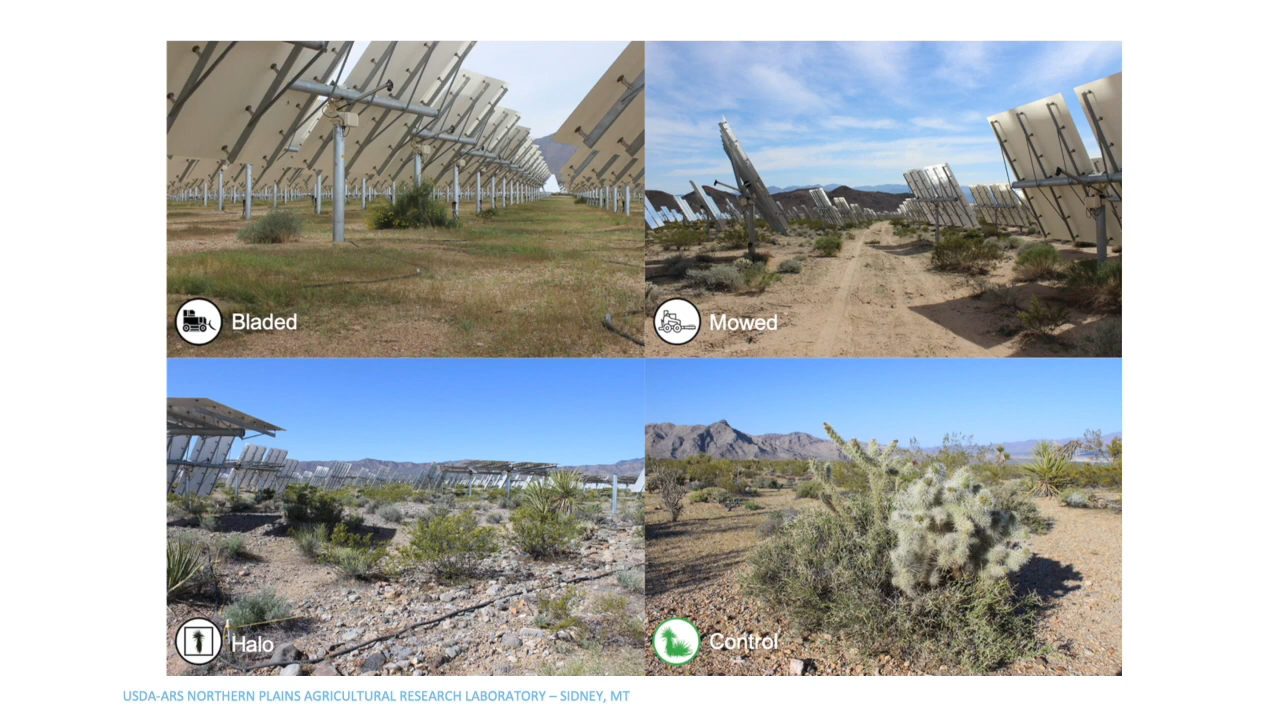 Bladed
Mowed
Halo
Control
USDA-ARS NORTHERN PLAINS AGRICULTURAL RESEARCH LABORATORY – SIDNEY, MT